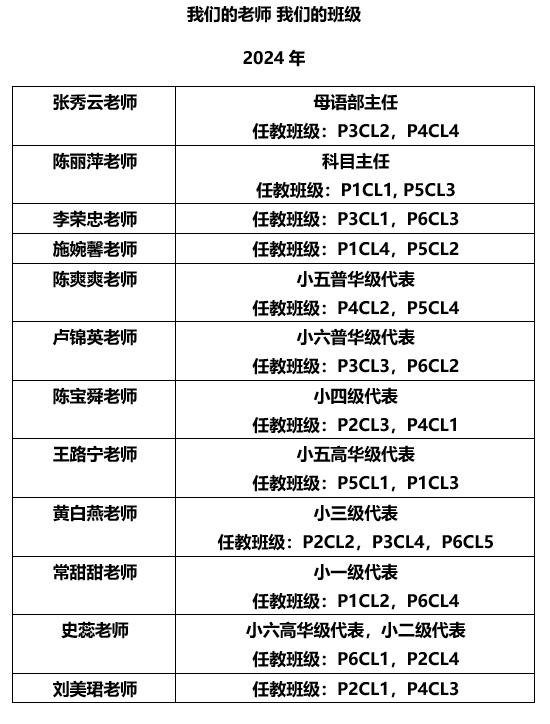 我们的老师 我们的班级
2024 年
张秀云老师
母语部主任
任教班级：P3CL2，P4CL4
陈丽萍老师
科目主任
任教班级：P1CL1, P5CL3
李荣忠老师
任教班级：P3CL1，P6CL3
施婉馨老师
任教班级：P1CL4，P5CL2
陈爽爽老师
小五普华级代表
任教班级：P4CL2，P5CL4
卢锦英老师
小六普华级代表
任教班级：P3CL3，P6CL2
陈宝舜老师
小四级代表
任教班级：P2CL3，P4CL1
王路宁老师
小五高华级代表
任教班级：P5CL1，P1CL3
黄白燕老师
小三级代表
任教班级：P2CL2，P3CL4，P6CL5
常甜甜老师
小一级代表
任教班级：P1CL2，P6CL4
史蕊老师
小六高华级代表，小二级代表
任教班级：P6CL1，P2CL4
刘美珺老师
任教班级：P2CL1，P4CL3